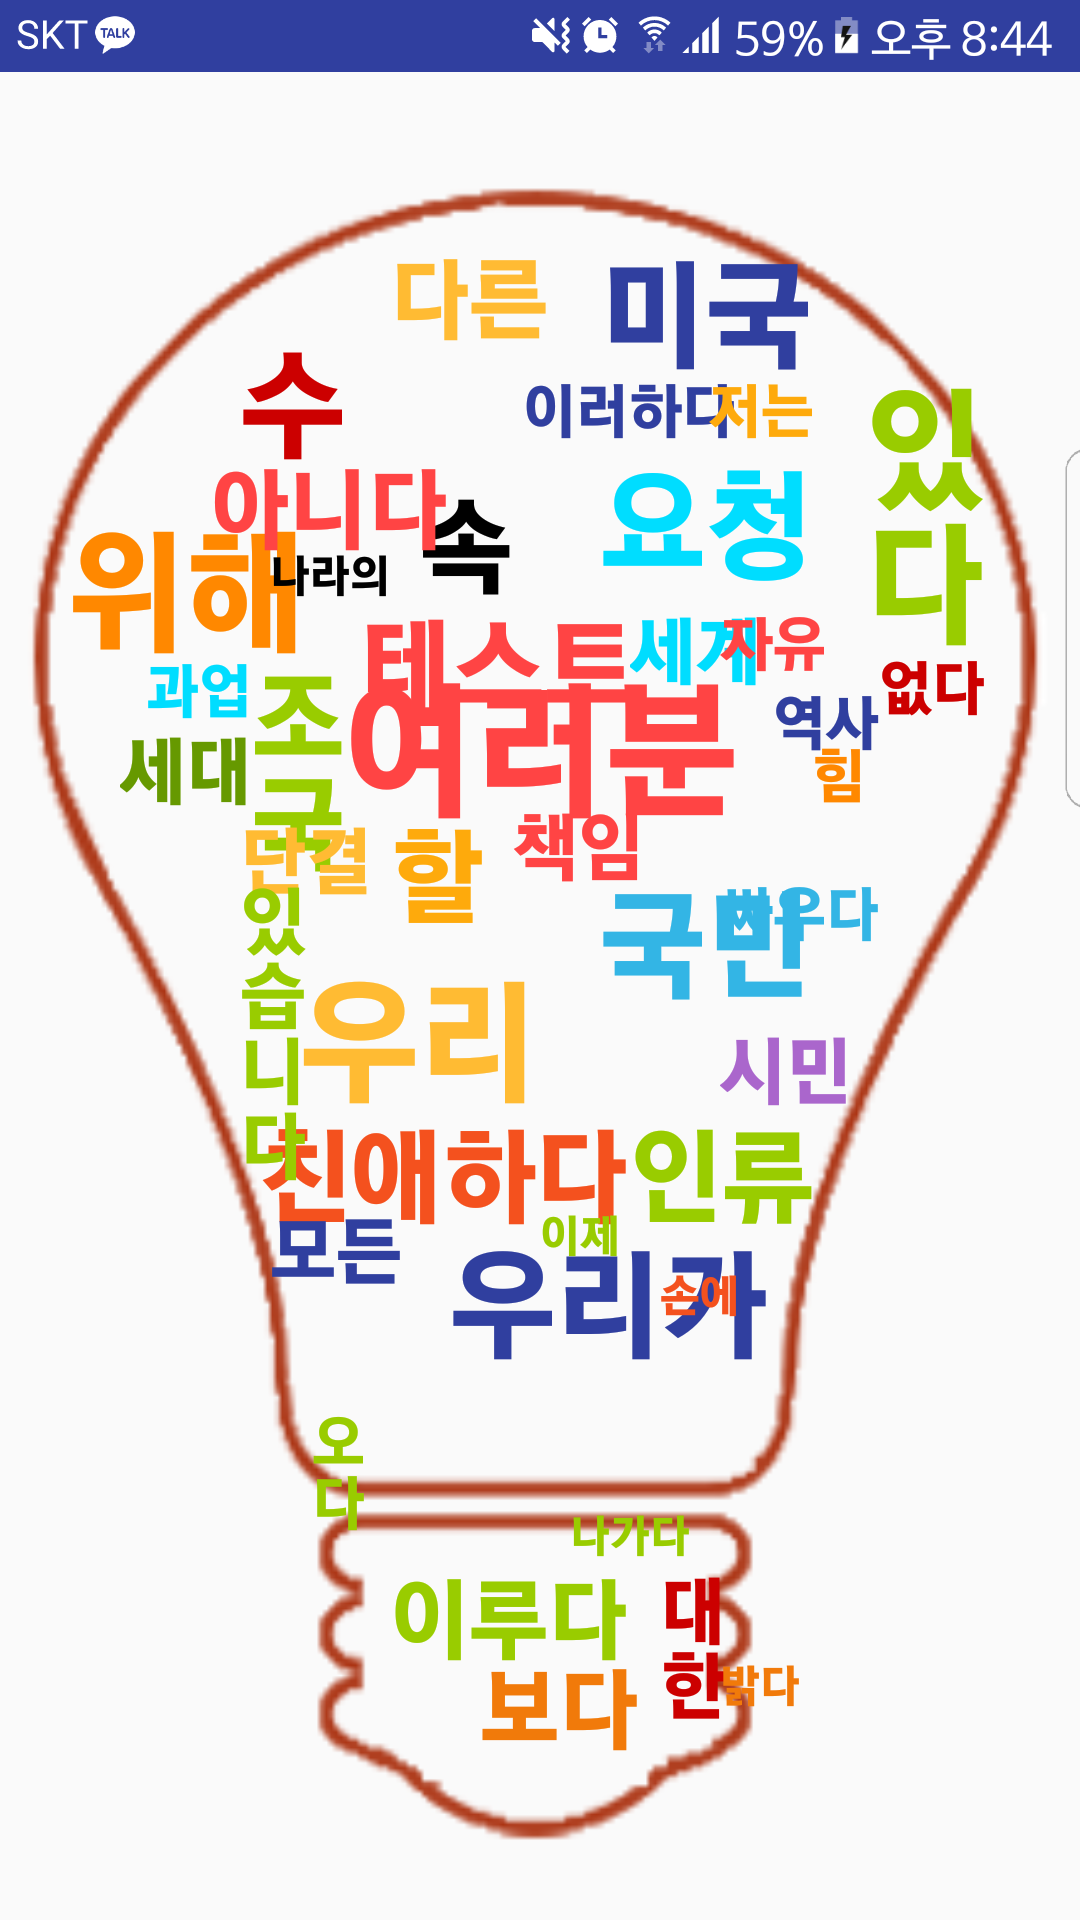 SKT TALK 59% 오후 8:44
다른 미국
수
이러하다 저는
있다
아니다
속
요청
위해
나라의
테스트
세계
자유
과업
조국
여러분
없다
역사
세대
힘
단결
할
책임
있습니다
국민
싸우다
우리
시민
친애하다
인류
모든
이제
우리가
손에
오다
나가다
이루다
대한
밝다
보다